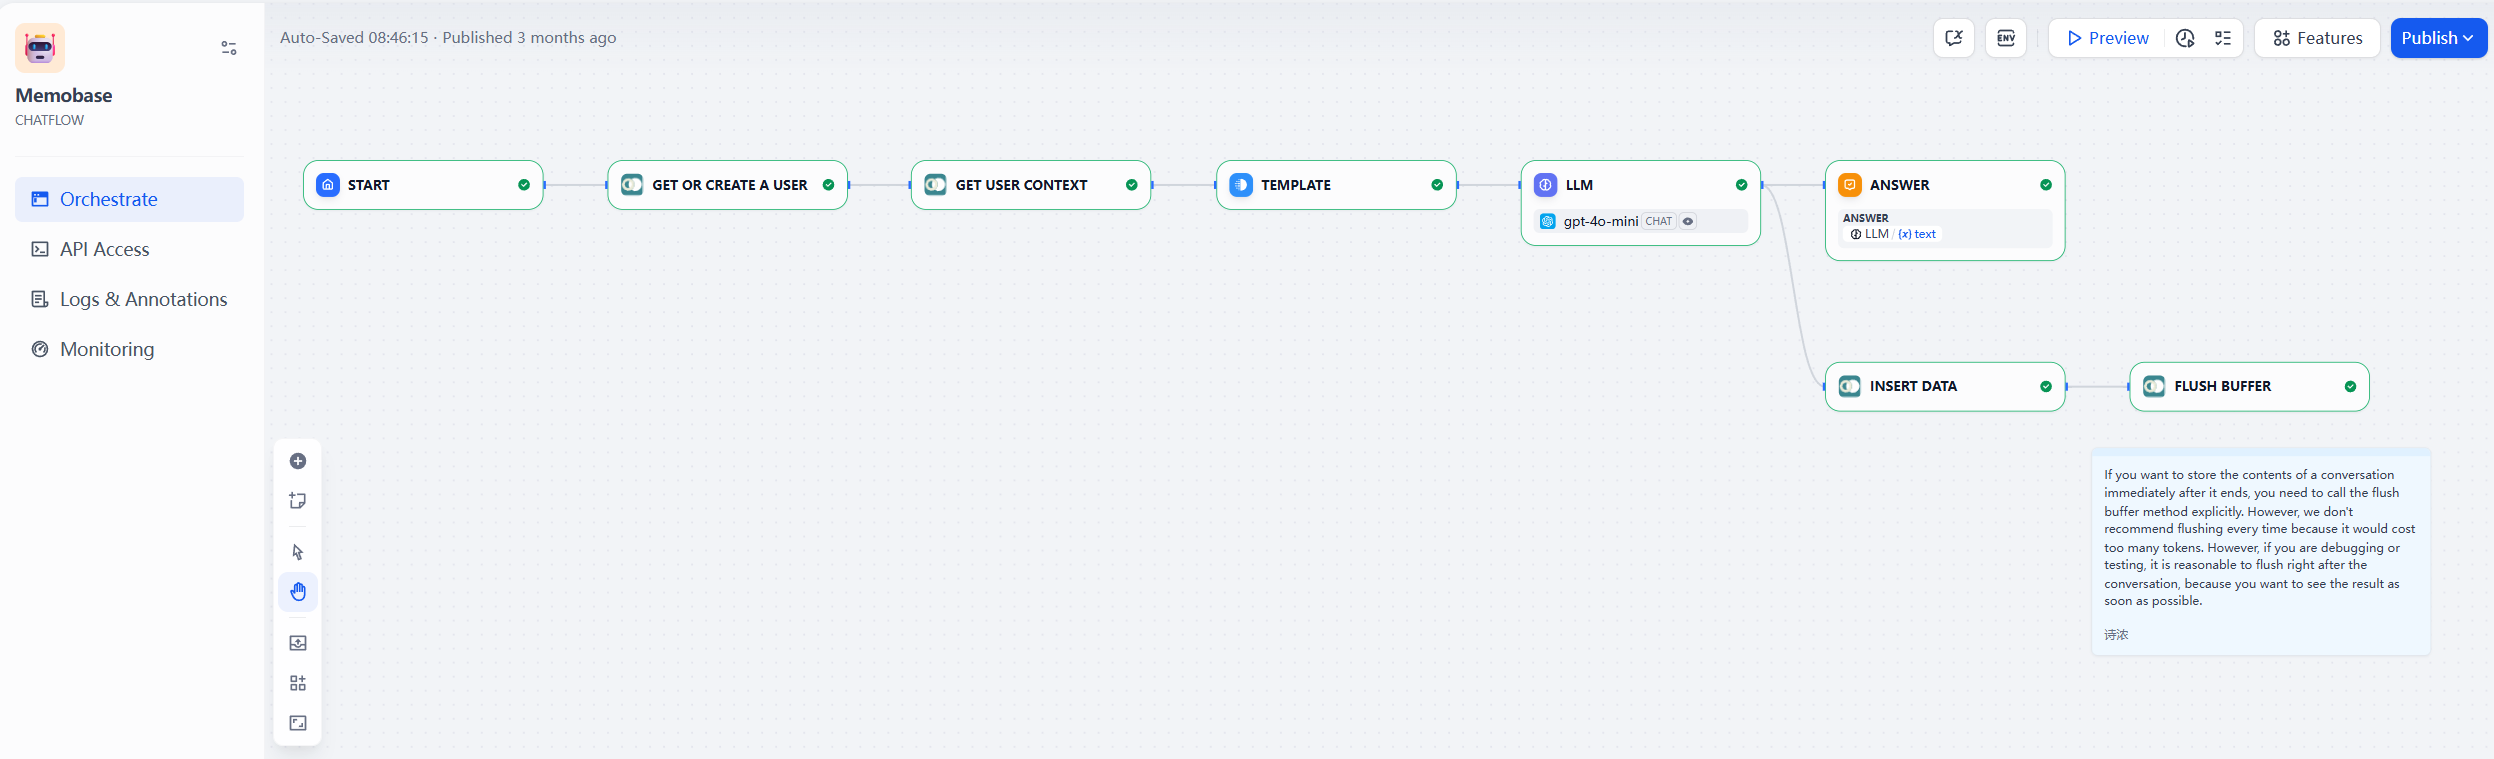 Auto-Saved 08:46:15 · Published 3 months ago
ENV
Preview
Features
Publish
Memobase
CHATFLOW
Orchestrate
API Access
Logs & Annotations
Monitoring
START
GET OR CREATE A USER
GET USER CONTEXT
TEMPLATE
LLM
gpt-4o-mini CHAT
ANSWER
ANSWER
LLM / {x} text
INSERT DATA
FLUSH BUFFER
If you want to store the contents of a conversation
immediately after it ends, you need to call the flush
buffer method explicitly. However, we don't
recommend flushing every time because it would cost
too many tokens. However, if you are debugging or
testing, it is reasonable to flush right after the
conversation, because you want to see the result as
soon as possible.
诗浓